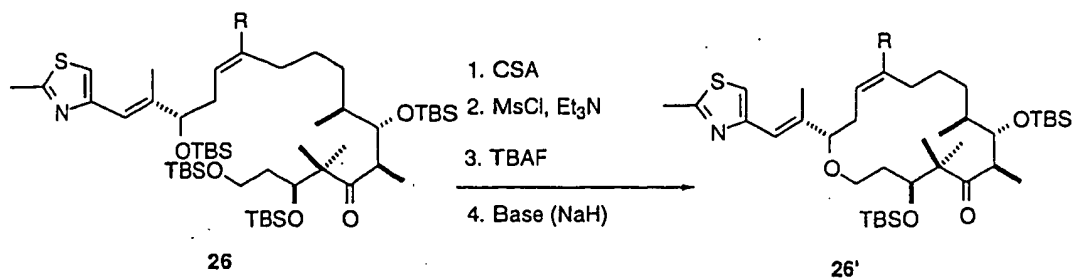 R
S
N
OTBS
TBSO
TBSO
O
OTBS
26
1. CSA
2. MsCl, Et₃N
3. TBAF
4. Base (NaH)
R
S
N
O
TBSO
O
OTBS
26'